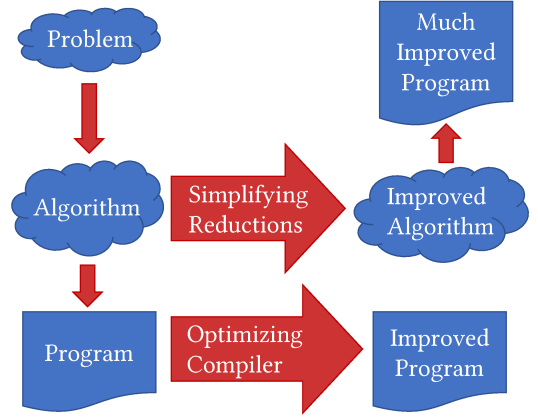 Problem
Much
Improved
Program
Algorithm
Simplifying
Reductions
Improved
Algorithm
Program
Optimizing
Compiler
Improved
Program